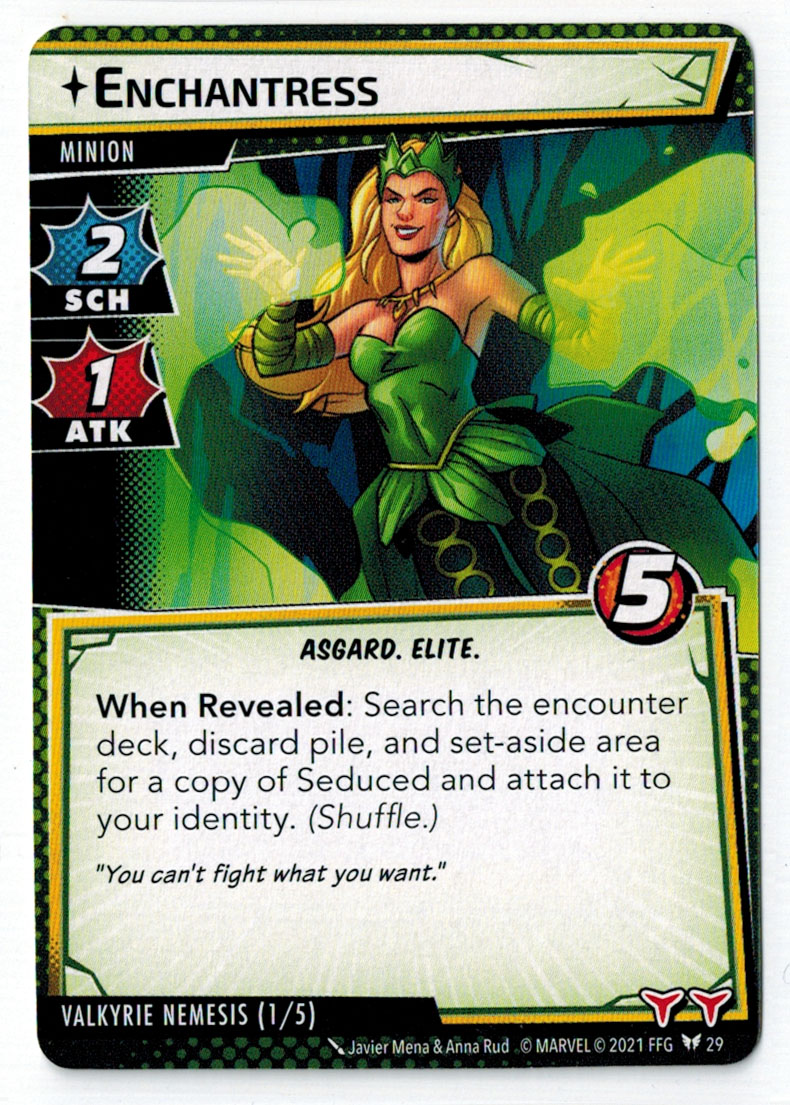 ENCHANTRESS
MINION
2
SCH
1
ATK
5
ASGARD. ELITE.
When Revealed: Search the encounter
deck, discard pile, and set-aside area
for a copy of Seduced and attach it to
your identity. (Shuffle.)
"You can't fight what you want."
VALKYRIE NEMESIS (1/5)
Javier Mena & Anna Rud © MARVEL © 2021 FFG 29